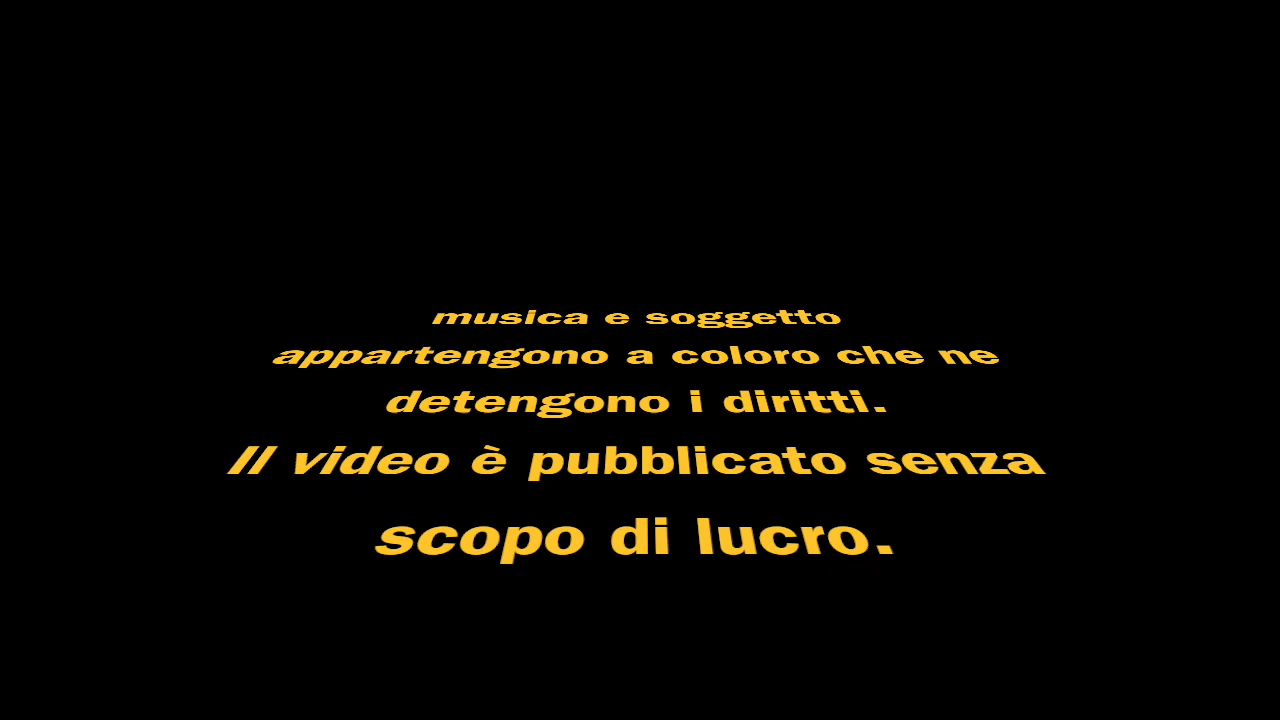 musica e soggetto
appartengono a coloro che ne
detengono i diritti.
Il video è pubblicato senza
scopo di lucro.